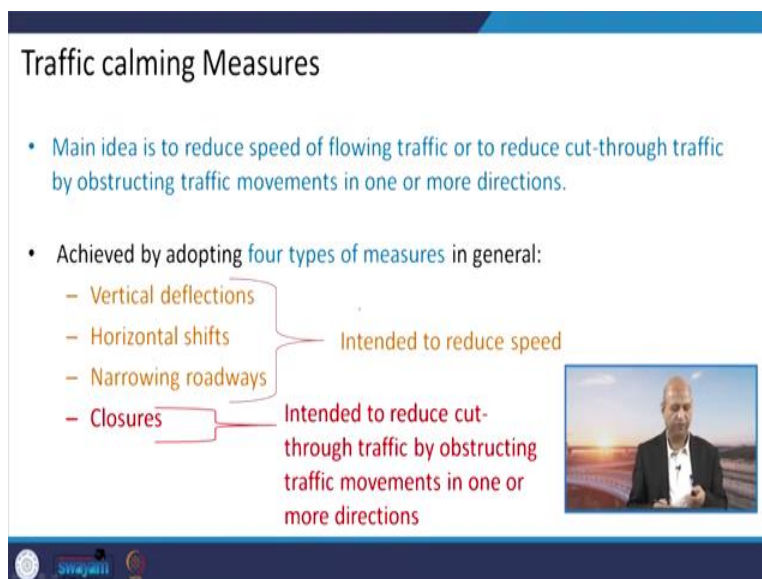 Traffic calming Measures
• Main idea is to reduce speed of flowing traffic or to reduce cut-through traffic
by obstructing traffic movements in one or more directions.
• Achieved by adopting four types of measures in general:
– Vertical deflections
– Horizontal shifts
– Narrowing roadways
Intended to reduce speed
– Closures
Intended to reduce cut-
through traffic by obstructing
traffic movements in one or
more directions
swayam